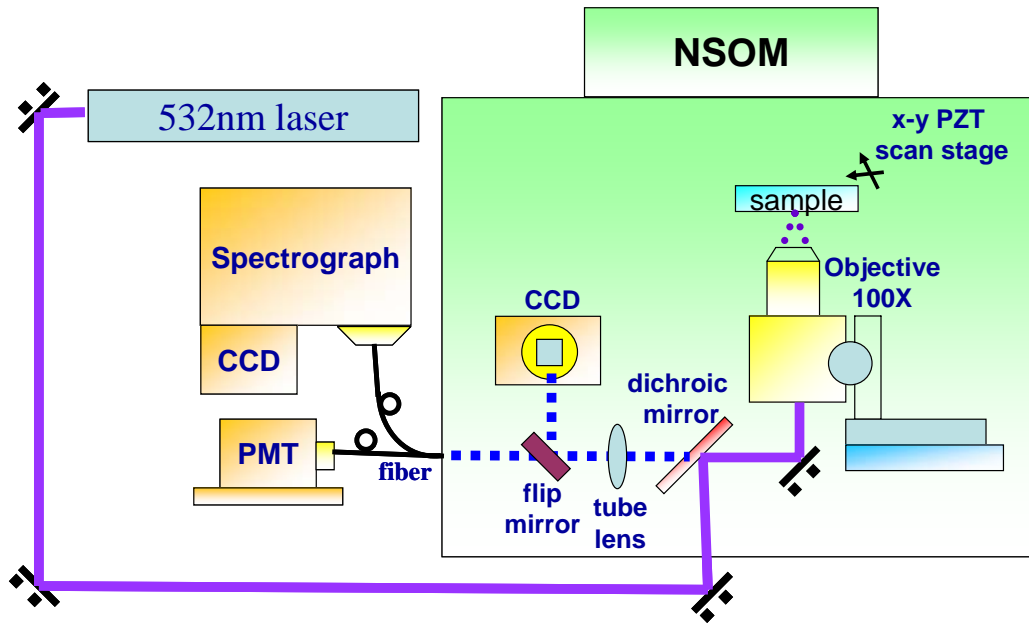 NSOM
532nm laser
x-y PZT
scan stage
sample
Spectrograph
Objective
100X
CCD
CCD
dichroic
mirror
PMT
fiber
flip
mirror
tube
lens